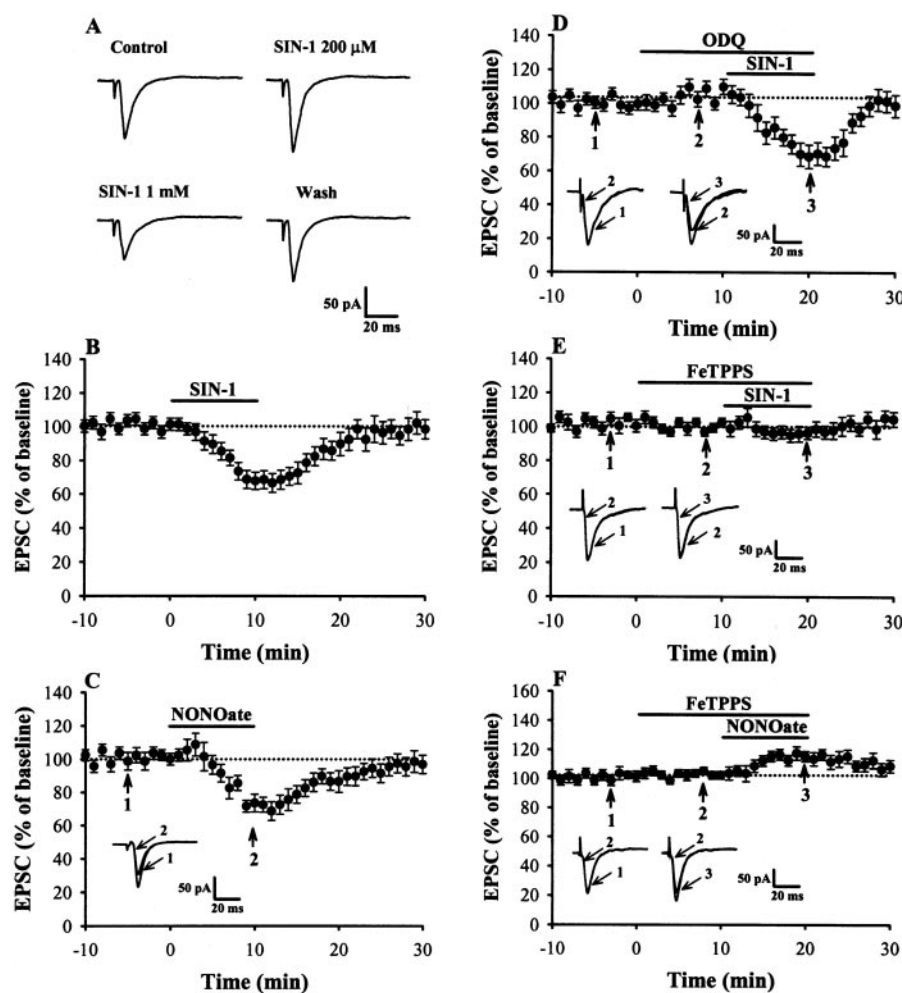 A
Control
SIN-1 200 µM
SIN-1 1 mM
Wash
50 pA
20 ms
B
140
120
100
80
60
40
20
0
EPSC (% of baseline)
SIN-1
-10 0 10 20 30
Time (min)
C
140
120
100
80
60
40
20
0
EPSC (% of baseline)
NONOate
1
2
2
1
50 pA
20 ms
-10 0 10 20 30
Time (min)
D
140
120
100
80
60
40
20
0
EPSC (% of baseline)
ODQ
SIN-1
1
2
3
2
1
3
2
50 pA
20 ms
-10 0 10 20 30
Time (min)
E
140
120
100
80
60
40
20
0
EPSC (% of baseline)
FeTPPS
SIN-1
1
2
3
2
1
3
2
50 pA
20 ms
-10 0 10 20 30
Time (min)
F
160
140
120
100
80
60
40
20
0
EPSC (% of baseline)
FeTPPS
NONOate
1
2
3
2
1
2
3
50 pA
20 ms
-10 0 10 20 30
Time (min)